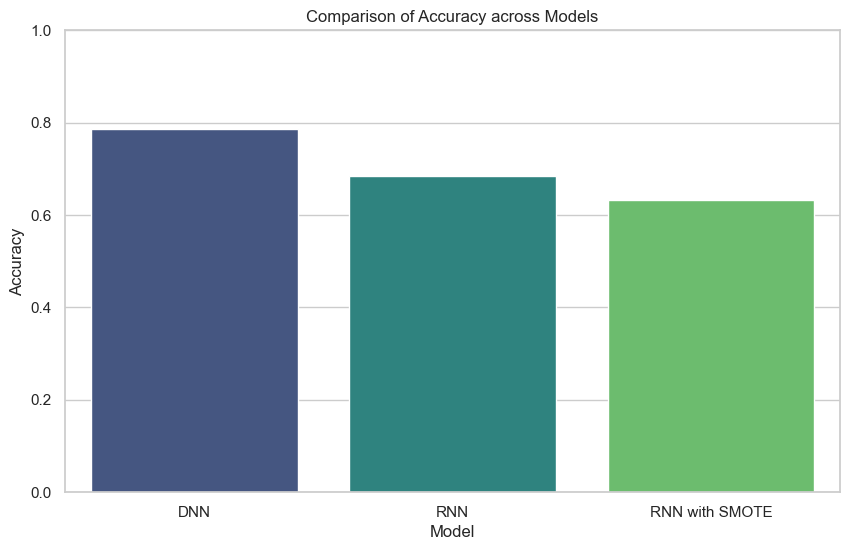 Comparison of Accuracy across Models
1.0
0.8
0.6
0.4
0.2
0.0
Accuracy
DNN
RNN
RNN with SMOTE
Model